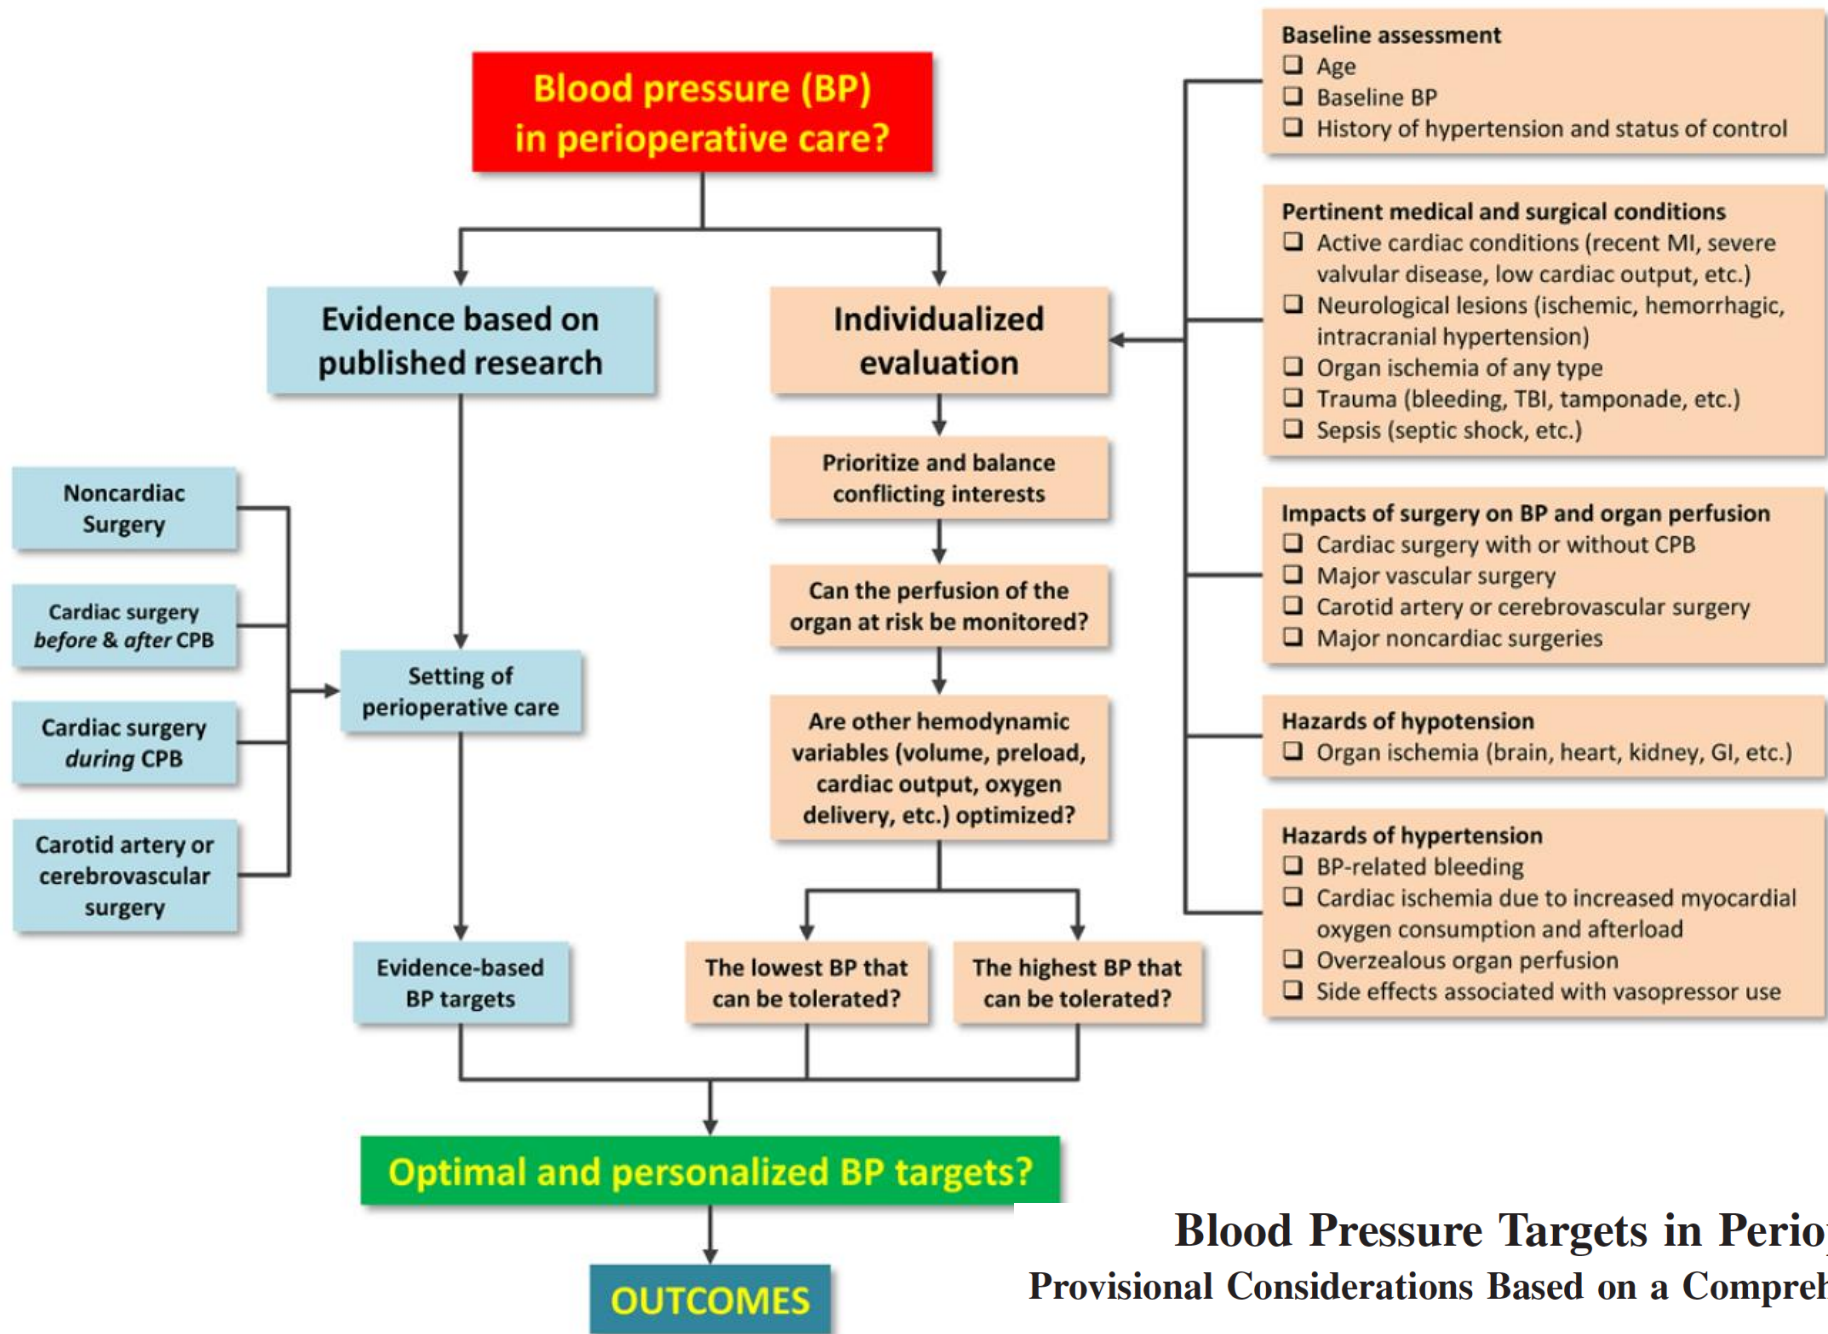 Blood pressure (BP)
in perioperative care?
Evidence based on
published research
Individualized
evaluation
Noncardiac
Surgery
Cardiac surgery
before & after CPB
Cardiac surgery
during CPB
Carotid artery or
cerebrovascular
surgery
Setting of
perioperative care
Evidence-based
BP targets
Prioritize and balance
conflicting interests
Can the perfusion of the
organ at risk be monitored?
Are other hemodynamic
variables (volume, preload,
cardiac output, oxygen
delivery, etc.) optimized?
The lowest BP that
can be tolerated?
The highest BP that
can be tolerated?
Baseline assessment
❑ Age
❑ Baseline BP
❑ History of hypertension and status of control
Pertinent medical and surgical conditions
❑ Active cardiac conditions (recent MI, severe
valvular disease, low cardiac output, etc.)
❑ Neurological lesions (ischemic, hemorrhagic,
intracranial hypertension)
❑ Organ ischemia of any type
❑ Trauma (bleeding, TBI, tamponade, etc.)
❑ Sepsis (septic shock, etc.)
Impacts of surgery on BP and organ perfusion
❑ Cardiac surgery with or without CPB
❑ Major vascular surgery
❑ Carotid artery or cerebrovascular surgery
❑ Major noncardiac surgeries
Hazards of hypotension
❑ Organ ischemia (brain, heart, kidney, GI, etc.)
Hazards of hypertension
❑ BP-related bleeding
❑ Cardiac ischemia due to increased myocardial
oxygen consumption and afterload
❑ Overzealous organ perfusion
❑ Side effects associated with vasopressor use
Optimal and personalized BP targets?
OUTCOMES
Blood Pressure Targets in
Provisional Considerations Based on a